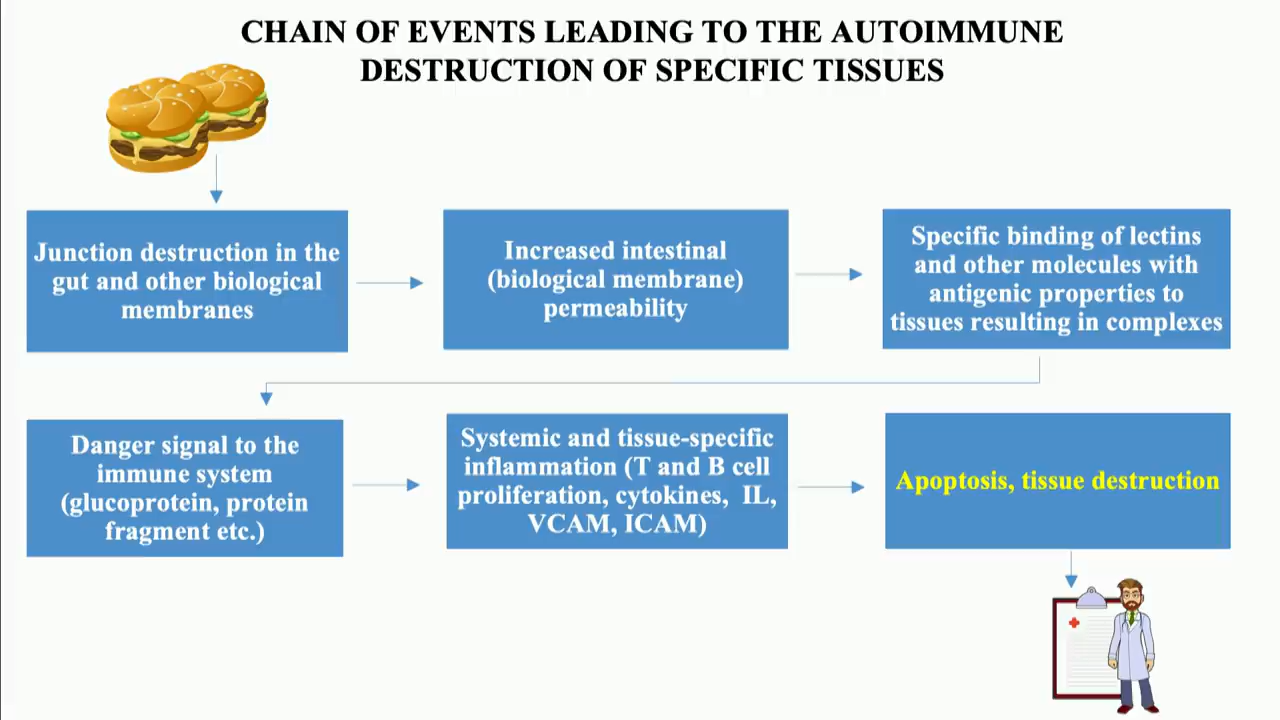 CHAIN OF EVENTS LEADING TO THE AUTOIMMUNE
DESTRUCTION OF SPECIFIC TISSUES
Junction destruction in the
gut and other biological
membranes
Increased intestinal
(biological membrane)
permeability
Specific binding of lectins
and other molecules with
antigenic properties to
tissues resulting in complexes
Danger signal to the
immune system
(glucoprotein, protein
fragment etc.)
Systemic and tissue-specific
inflammation (T and B cell
proliferation, cytokines, IL,
VCAM, ICAM)
Apoptosis, tissue destruction